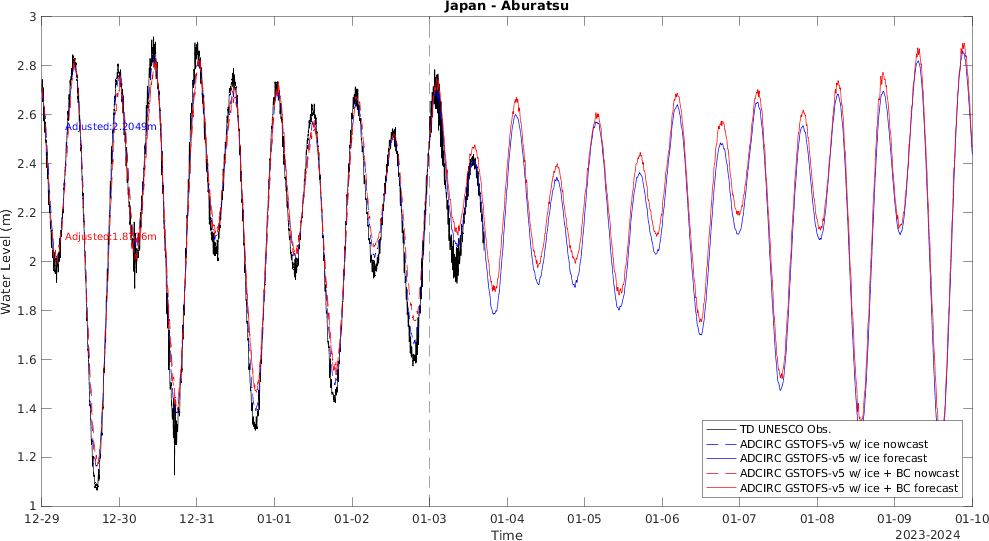 Japan - Aburatsu
3
2.8
2.6
2.4
2.2
2
1.8
1.6
1.4
1.2
1
Water Level (m)
Adjusted:2.2049m
TD UNESCO Obs.
ADCIRC GSTOFS-v5 w/ ice nowcast
ADCIRC GSTOFS-v5 w/ ice forecast
ADCIRC GSTOFS-v5 w/ ice + BC nowcast
ADCIRC GSTOFS-v5 w/ ice + BC forecast
12-29 12-30 12-31 01-01 01-02 01-03 01-04 01-05 01-06 01-07 01-08 01-09 01-10
Time
2023-2024